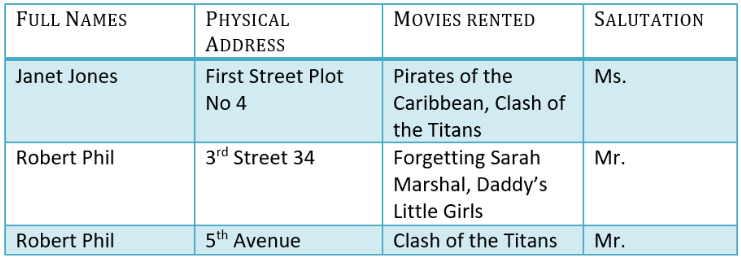 FULL NAMES
PHYSICAL
ADDRESS
MOVIES RENTED
SALUTATION
Janet Jones
First Street Plot
No 4
Pirates of the
Caribbean, Clash of
the Titans
Ms.
Robert Phil
3rd Street 34
Forgetting Sarah
Marshal, Daddy’s
Little Girls
Mr.
Robert Phil
5th Avenue
Clash of the Titans
Mr.